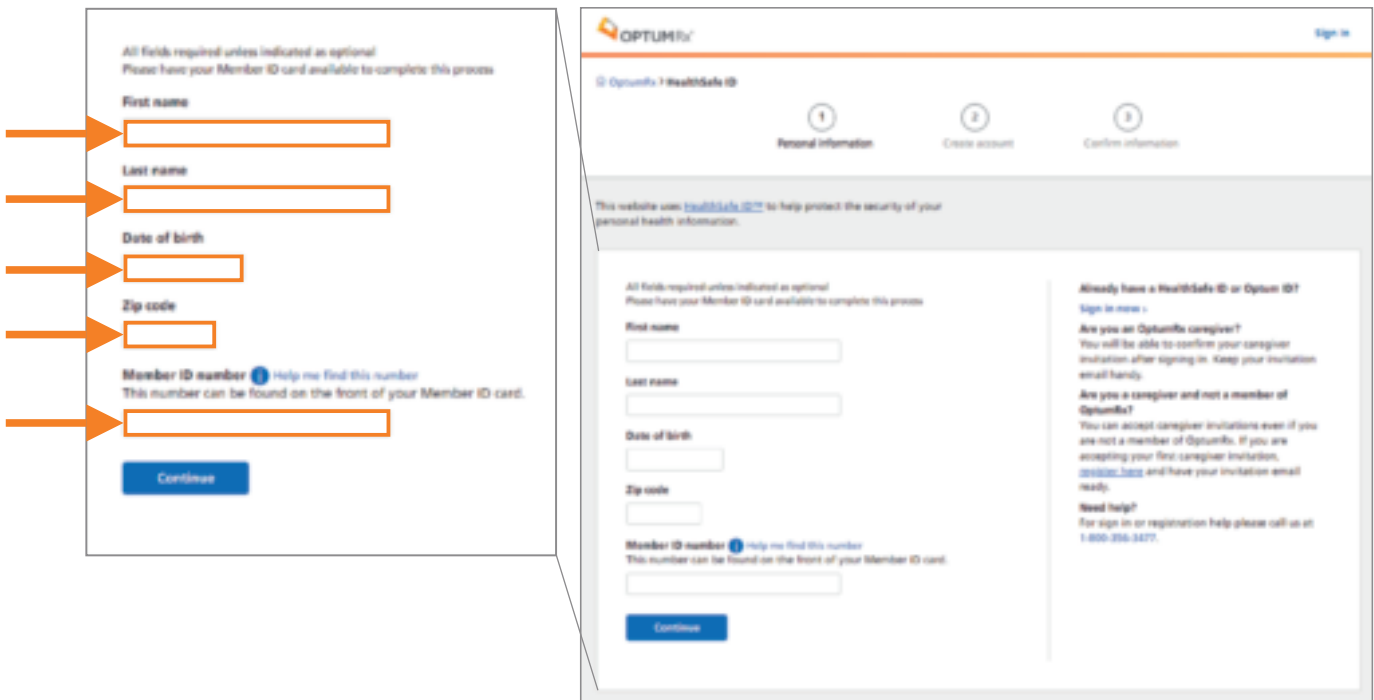 All fields required unless indicated as optional
Please have your Member ID card available to complete this process
First name
Last name
Date of birth
Zip code
Member ID number i Help me find this number
This number can be found on the front of your Member ID card.
Continue
OPTUMRx
Sign in
OptumRx > HealthSafe ID
1
2
3
Personal information
Create account
Confirm information
This website uses HealthSafe ID™ to help protect the security of your
personal health information.
All fields required unless indicated as optional
Please have your Member ID card available to complete this process
First name
Last name
Date of birth
Zip code
Member ID number i Help me find this number
This number can be found on the front of your Member ID card.
Continue
Already have a HealthSafe ID or Optum ID?
Sign in now ›
Are you an OptumRx caregiver?
You will be able to confirm your caregiver
invitation after signing in. Keep your invitation
email handy.
Are you a caregiver and not a member of
OptumRx?
You can accept caregiver invitations even if you
are not a member of OptumRx. If you are
accepting your first caregiver invitation,
register here and have your invitation email
ready.
Need help?
For sign in or registration help please call us at
1-800-356-3477.